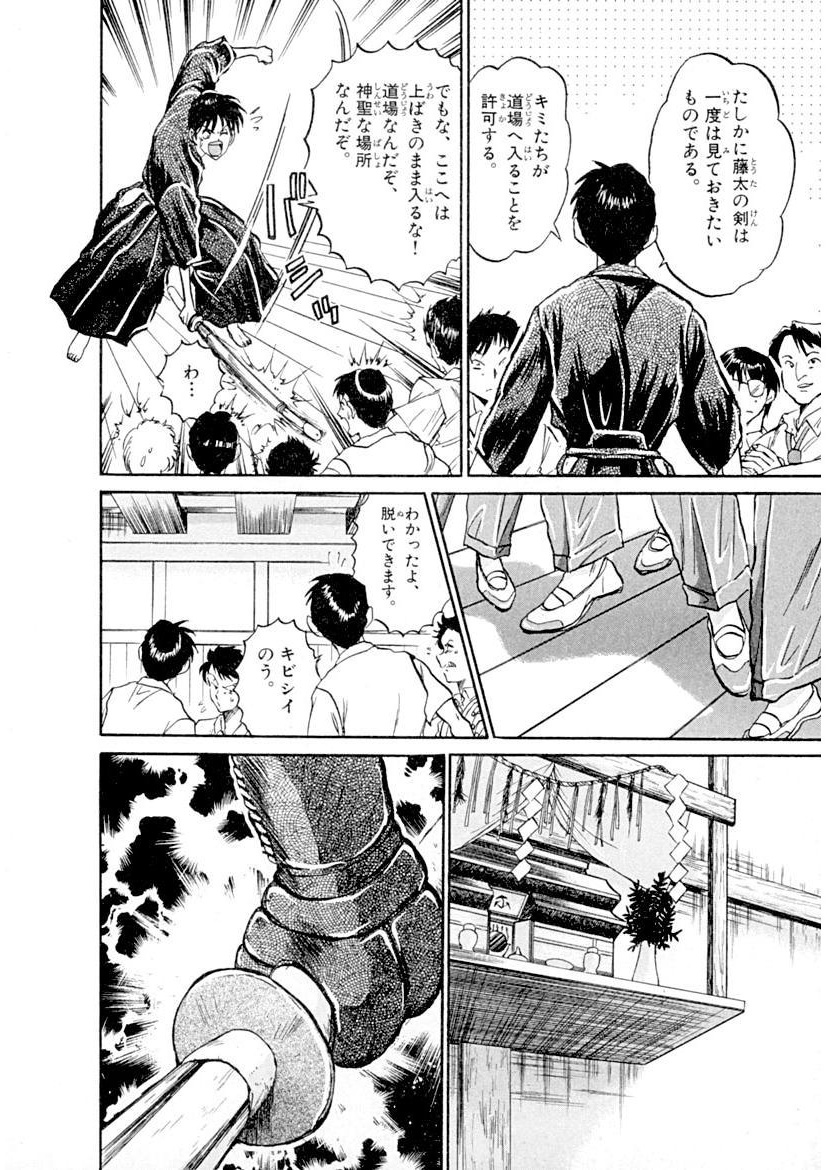 たしかに藤太の剣は
一度は見ておきたい
ものである。
キミたちが
道場へ入ることを
許可する。
でもな、ここへは
上ばきのまま入るな!
道場なんだぞ、
神聖な場所
なんだぞ。
ブン
ブン
わ…
わかったよ、
脱いできます。
キビシイ
のう。